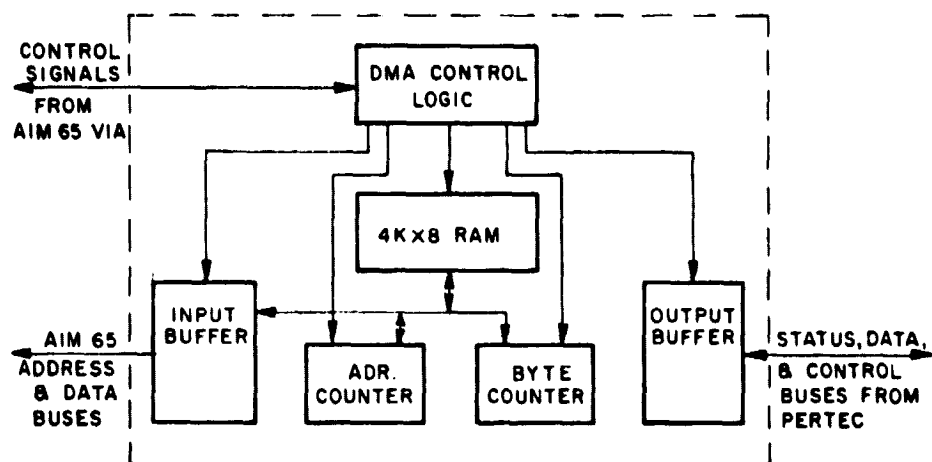 CONTROL
SIGNALS
FROM
AIM 65 VIA
DMA CONTROL
LOGIC
4K×8 RAM
INPUT
BUFFER
OUTPUT
BUFFER
AIM 65
ADDRESS
& DATA
BUSES
ADR.
COUNTER
BYTE
COUNTER
STATUS, DATA,
& CONTROL
BUSES FROM
PERTEC